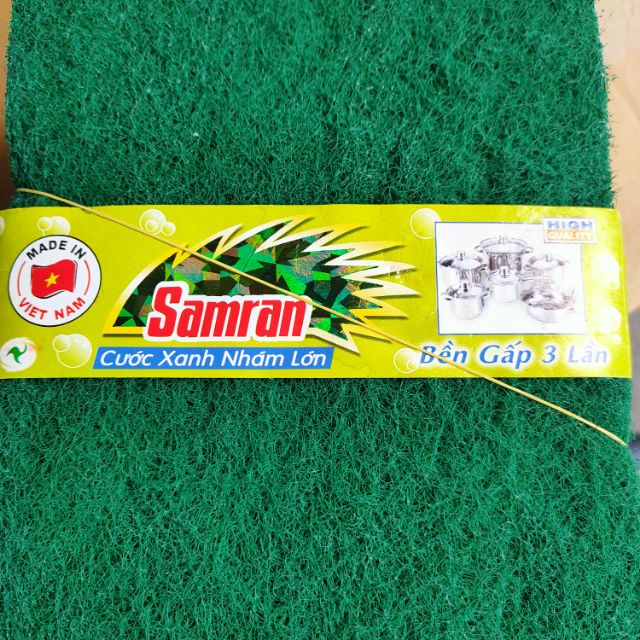 MADE IN
VIET NAM
Samran
Cước Xanh Nhám Lớn
HIGH
QUALITY
Bền Gấp 3 Lần